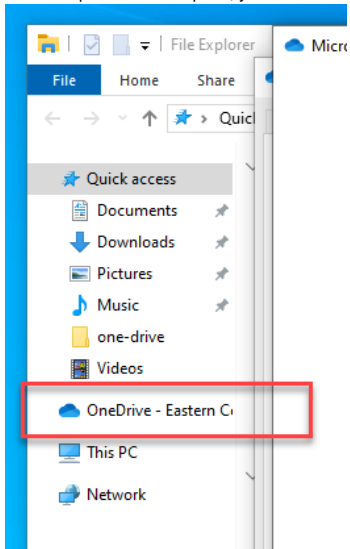 File Explorer
Micro
File Home Share
Quick access
Documents
Downloads
Pictures
Music
one-drive
Videos
OneDrive - Eastern
This PC
Network